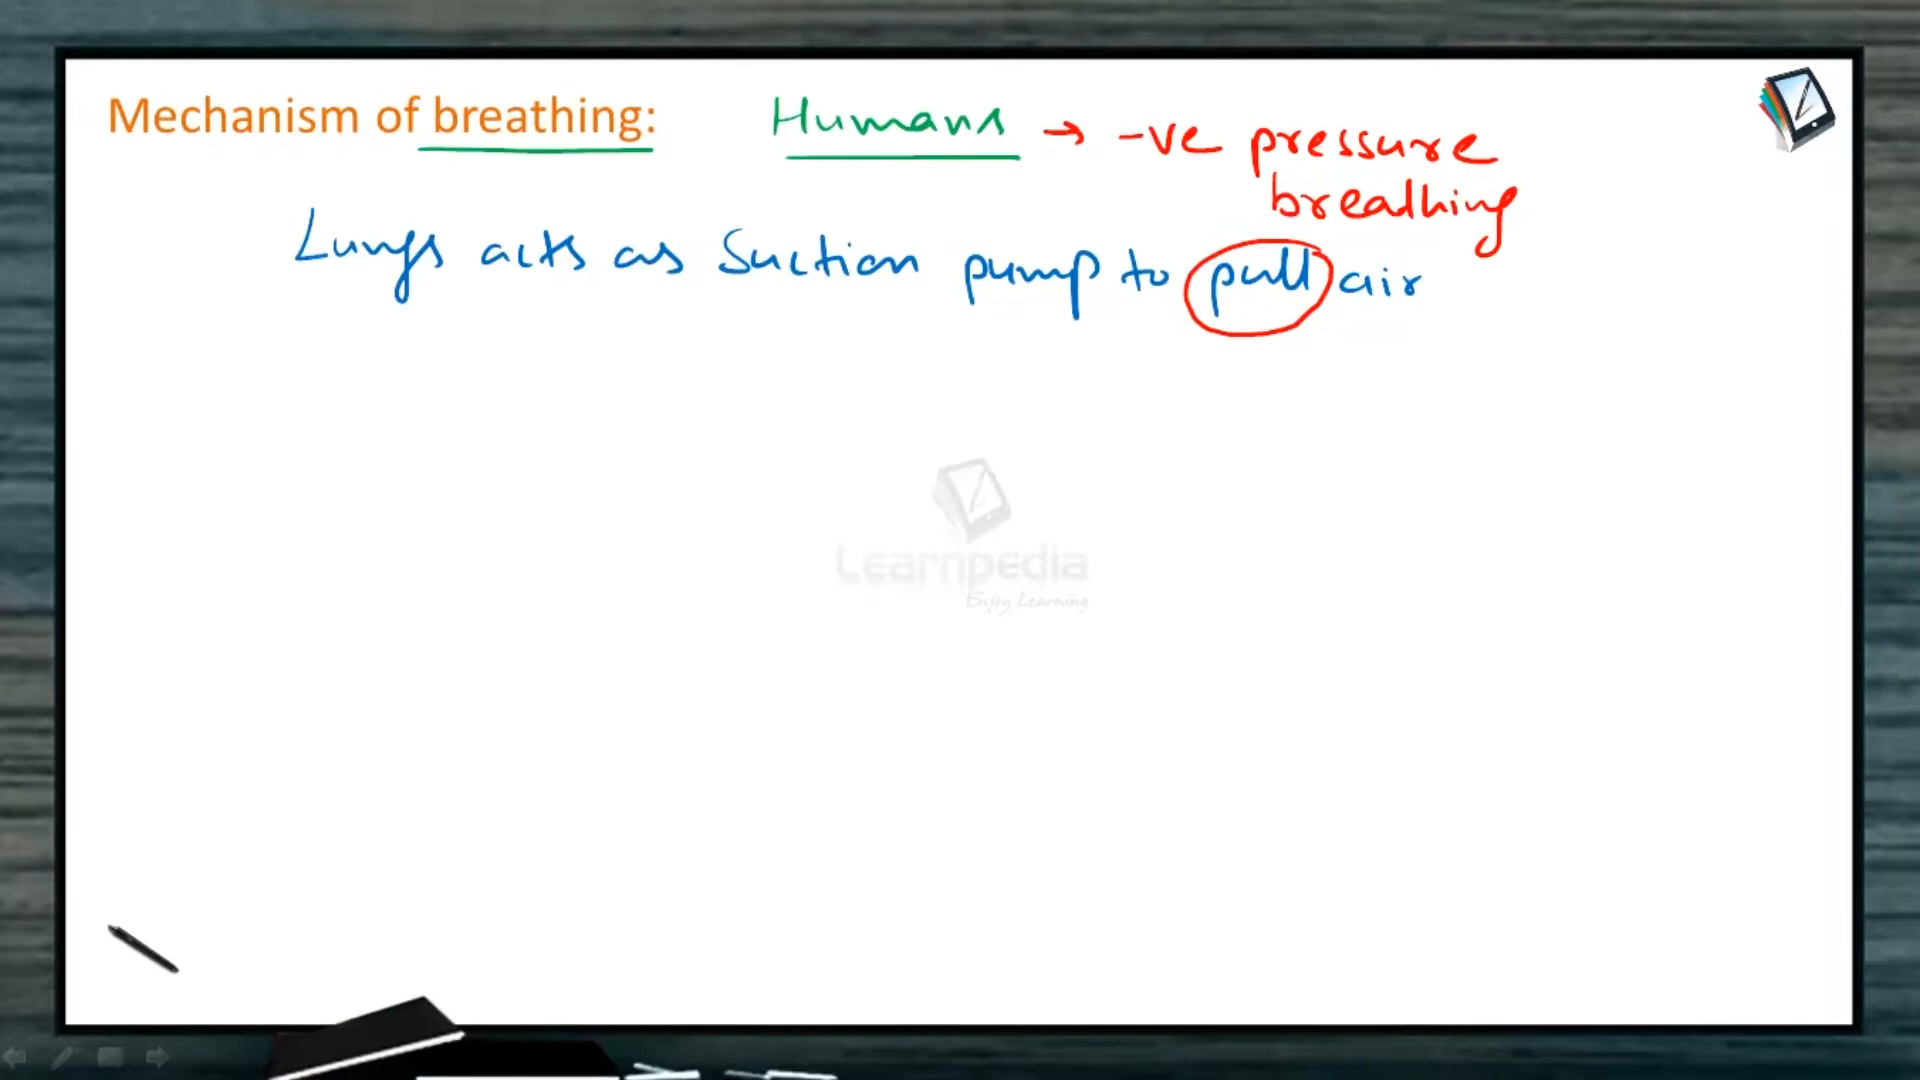 Mechanism of breathing: Humans → -ve pressure
breathing
Lungs acts as Suction pump to pull air
Learnpedia
Enjoy Learning